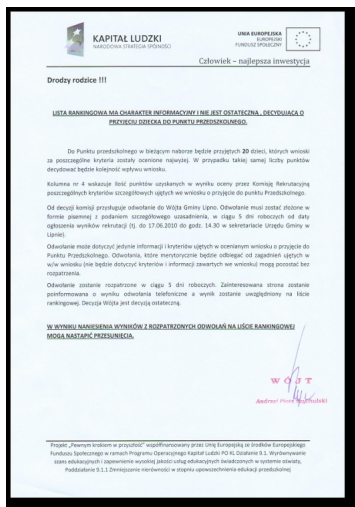 KAPITAŁ LUDZKI
NARODOWA STRATEGIA SPÓJNOŚCI
UNIA EUROPEJSKA
EUROPEJSKI
FUNDUSZ SPOŁECZNY
Człowiek – najlepsza inwestycja
Drodzy rodzice !!!
LISTA RANKINGOWA MA CHARAKTER INFORMACYJNY I NIE JEST OSTATECZNA , DECYDUJĄCA O
PRZYJĘCIU DZIECKA DO PUNKTU PRZEDSZKOLNEGO.
Do Punktu przedszkolnego w bieżącym naborze będzie przyjętych 20 dzieci, których wnioski
za poszczególne kryteria zostały ocenione najwyżej. W przypadku takiej samej liczby punktów
decydować będzie kolejność wpływu wniosku.
Kolumna nr 4 wskazuje ilość punktów uzyskanych w wyniku oceny przez Komisję Rekrutacyjną
poszczególnych kryteriów szczegółowych ujętych we wniosku o przyjęcie do punktu Przedszkolnego.
Od decyzji komisji przysługuje odwołanie do Wójta Gminy Lipno. Odwołanie musi zostać złożone w
formie pisemnej z podaniem szczegółowego uzasadnienia, w ciągu 5 dni roboczych od daty
ogłoszenia wyników rekrutacji (tj. do 17.06.2010 do godz. 14.30 w sekretariacie Urzędu Gminy w
Lipnie).
Odwołanie może dotyczyć jedynie informacji i kryteriów ujętych w ocenianym wniosku o przyjęcie do
Punktu Przedszkolnego. Odwołania, które merytorycznie będzie odbiegać od zagadnień ujętych w
w/w wniosku (nie będzie dotyczyć kryteriów i informacji zawartych we wniosku) mogą pozostać bez
rozpatrzenia.
Odwołanie zostanie rozpatrzone w ciągu 5 dni roboczych. Zainteresowana strona zostanie
poinformowana o wyniku odwołania telefonicznie a wynik zostanie uwzględniony na liście
rankingowej. Decyzja Wójta jest decyzją ostateczną.
W WYNIKU NANIESIENIA WYNIKÓW Z ROZPATRZONYCH ODWOŁAŃ NA LIŚCIE RANKINGOWEJ
MOGĄ NASTĄPIĆ PRZESUNIĘCIA.
WÓJT
Andrzej Piotr
Projekt „Pewnym krokiem w przyszłość" współfinansowany przez Unię Europejską ze środków Europejskiego
Funduszu Społecznego w ramach Programu Operacyjnego Kapitał Ludzki PO KL Działanie 9.1. Wyrównywanie
szans edukacyjnych i zapewnienie wysokiej jakości usług edukacyjnych świadczonych w systemie oświaty,
Poddziałanie 9.1.1 Zmniejszanie nierówności w stopniu upowszechnienia edukacji przedszkolnej